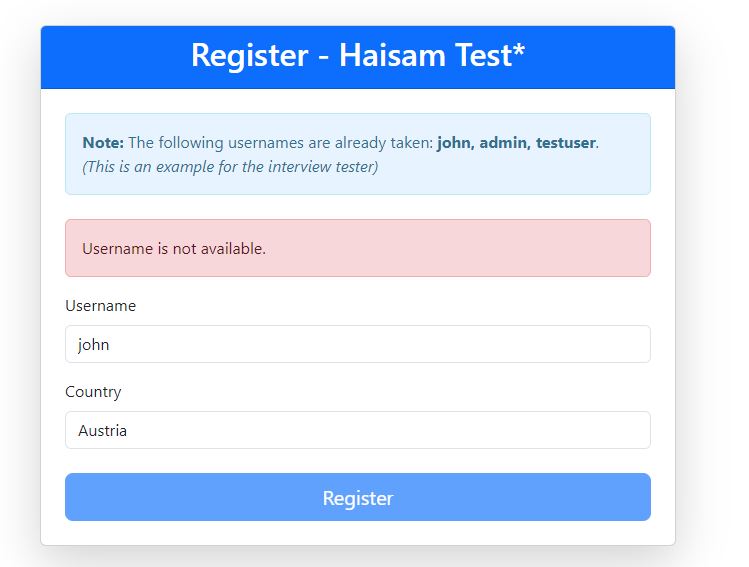 Register - Haisam Test*
Note: The following usernames are already taken: john, admin, testuser.
(This is an example for the interview tester)
Username is not available.
Username
john
Country
Austria
Register